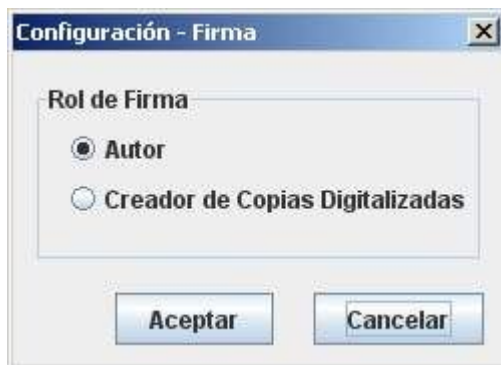 Configuración - Firma
Rol de Firma
Autor
Creador de Copias Digitalizadas
Aceptar Cancelar